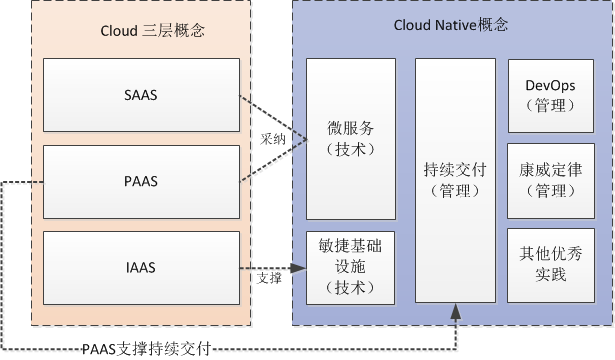 Cloud 三层概念
SAAS
PAAS
IAAS
采纳
支撑
Cloud Native概念
微服务
（技术）
敏捷基础
设施
（技术）
持续交付
（管理）
DevOps
（管理）
康威定律
（管理）
其他优秀
实践
PAAS支撑持续交付